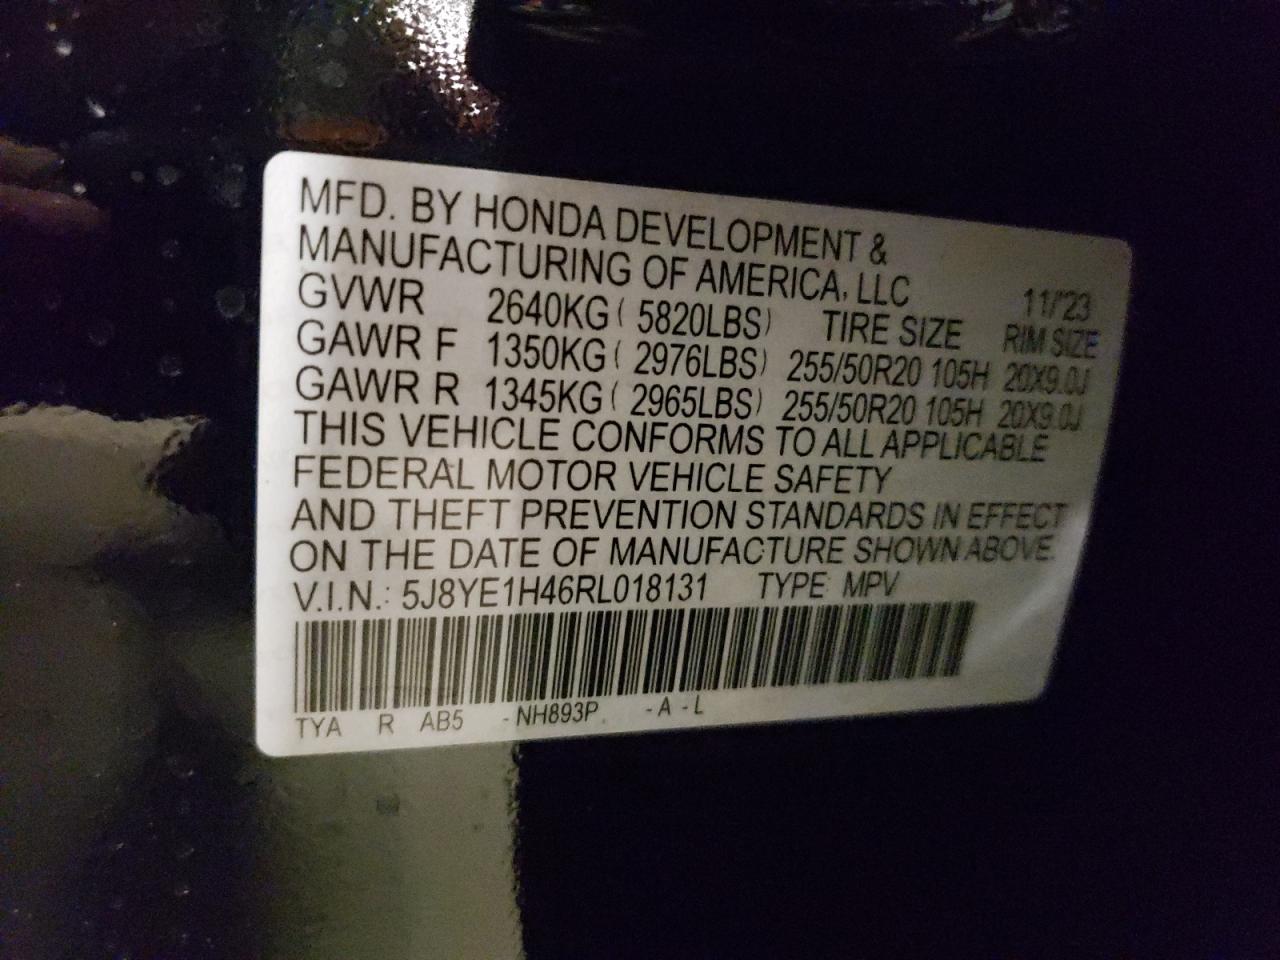 MFD. BY HONDA DEVELOPMENT &
MANUFACTURING OF AMERICA, LLC 11/'23
GVWR 2640KG ( 5820LBS) TIRE SIZE RIM SIZE
GAWR F 1350KG ( 2976LBS) 255/50R20 105H 20X9.0J
GAWR R 1345KG ( 2965LBS) 255/50R20 105H 20X9.0J
THIS VEHICLE CONFORMS TO ALL APPLICABLE
FEDERAL MOTOR VEHICLE SAFETY
AND THEFT PREVENTION STANDARDS IN EFFECT
ON THE DATE OF MANUFACTURE SHOWN ABOVE.
V.I.N.: 5J8YE1H46RL018131 TYPE: MPV
TYA R AB5 - NH893P. - A - L